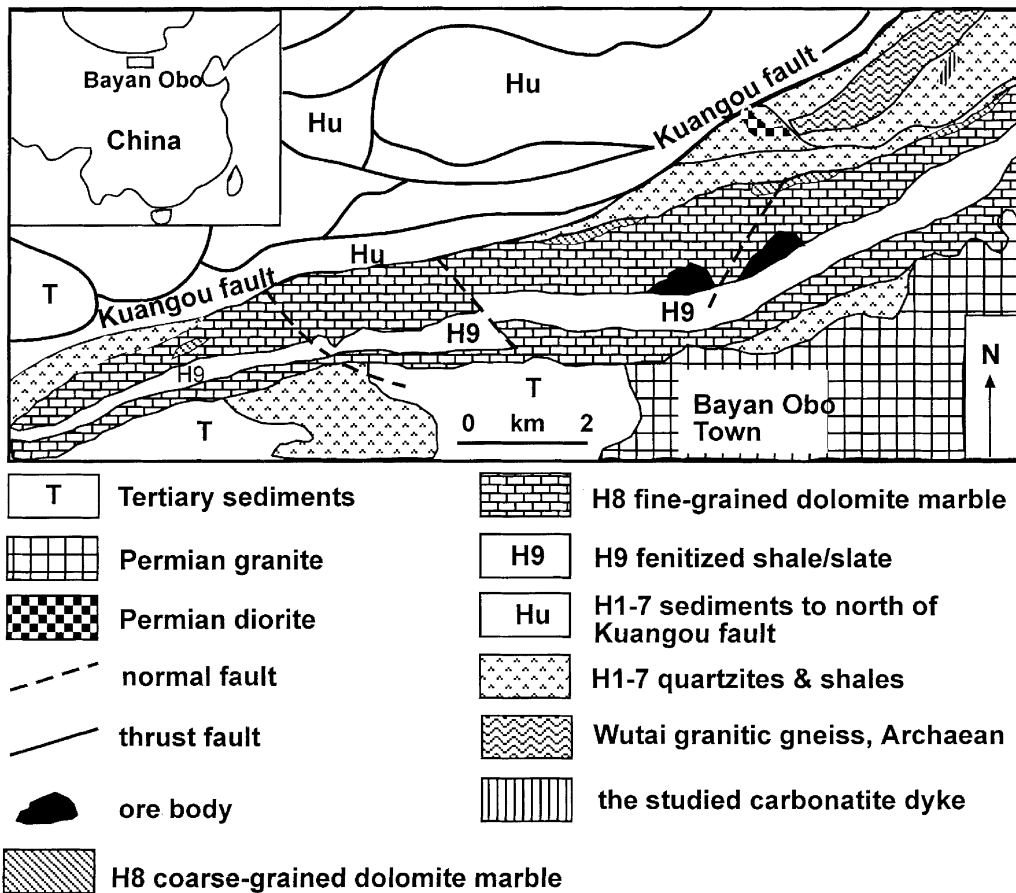 Bayan Obo
China
Hu
Hu
Kuangou fault
Hu
T
Kuangou fault
H9
H9
H9
T
T
0 km 2
Bayan Obo
Town
N
T Tertiary sediments
Permian granite
Permian diorite
normal fault
thrust fault
ore body
H8 coarse-grained dolomite marble
H8 fine-grained dolomite marble
H9 H9 fenitized shale/slate
Hu H1-7 sediments to north of
Kuangou fault
H1-7 quartzites & shales
Wutai granitic gneiss, Archaean
the studied carbonatite dyke